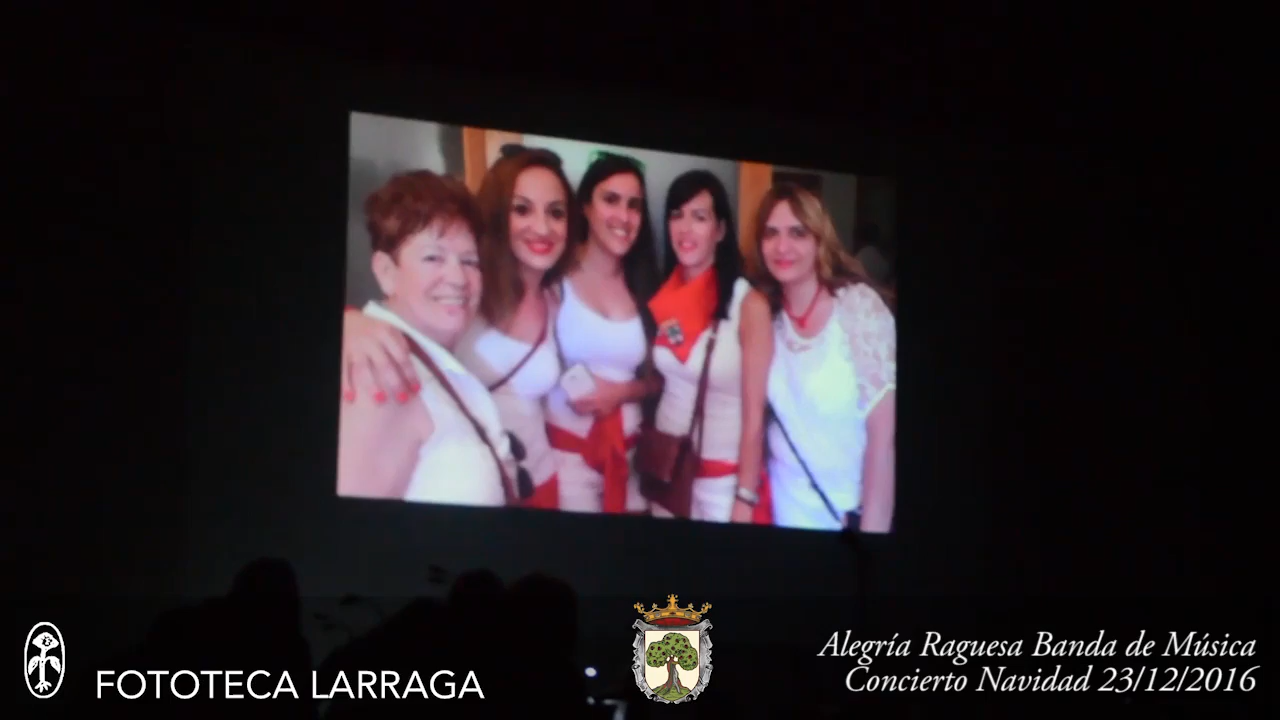 FOTOTECA LARRAGA
Alegría Raguesa Banda de Música
Concierto Navidad 23/12/2016